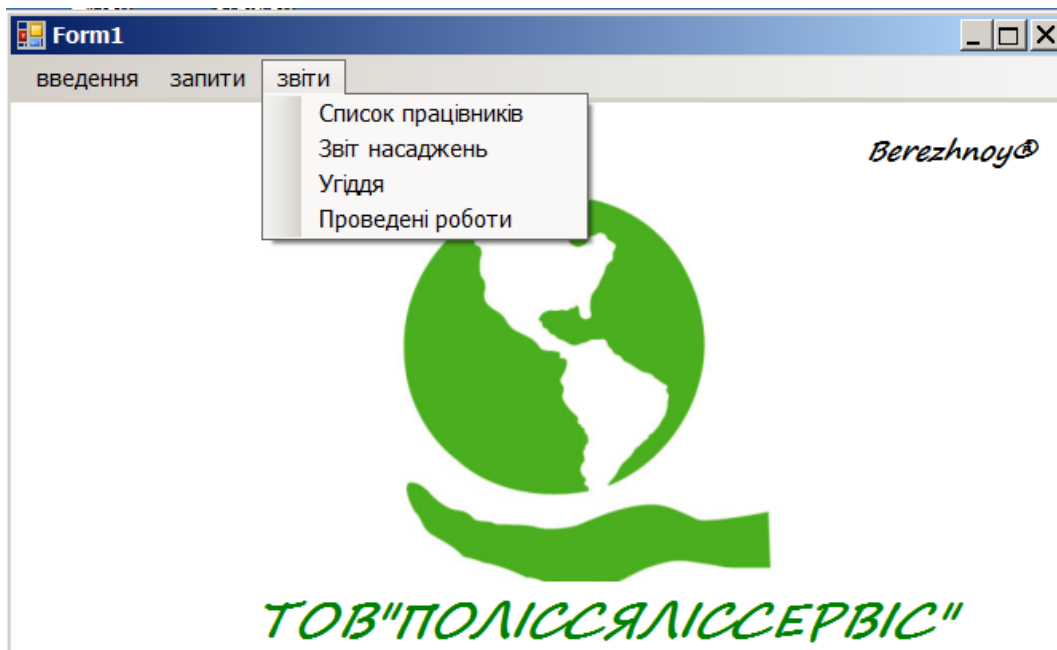 Form1
введення запити звіти
Список працівників
Звіт насаджень
Угіддя
Проведені роботи
Berezhnoy®
ТОВ"ПОЛІССЯЛІССЕРВІС"